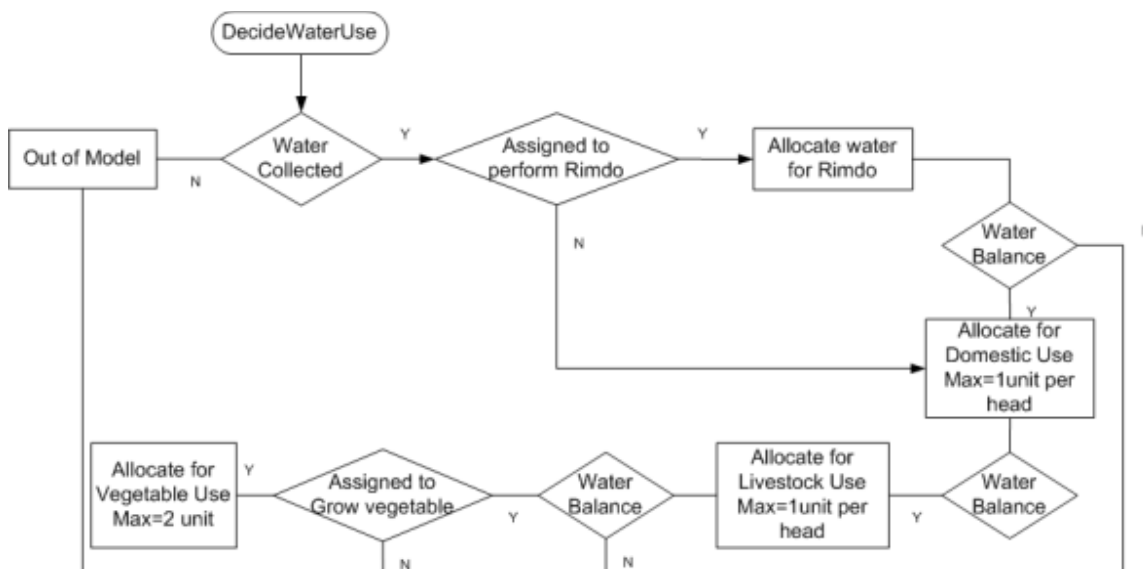 DecideWaterUse
Out of Model
N
Water
Collected
Y
Assigned to
perform Rimdo
Y
Allocate water
for Rimdo
N
Water
Balance
Y
Allocate for
Domestic Use
Max=1unit per
head
Allocate for
Vegetable Use
Max=2 unit
Y
Assigned to
Grow vegetable
Y
Water
Balance
Allocate for
Livestock Use
Max=1unit per
head
Y
Water
Balance
N
N